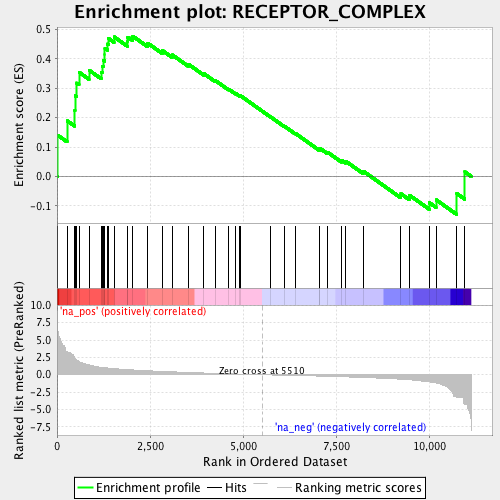 Enrichment plot: RECEPTOR_COMPLEX
Enrichment score (ES)
0.5
0.4
0.3
0.2
0.1
0.0
-0.1
Ranked list metric (PreRanked)
10.0
7.5
5.0
2.5
0.0
-2.5
-5.0
-7.5
'na_pos' (positively correlated)
Zero cross at 5510
'na_neg' (negatively correlated)
0
2,500
5,000
7,500
10,000
Rank in Ordered Dataset
Enrichment profile
Hits
Ranking metric scores